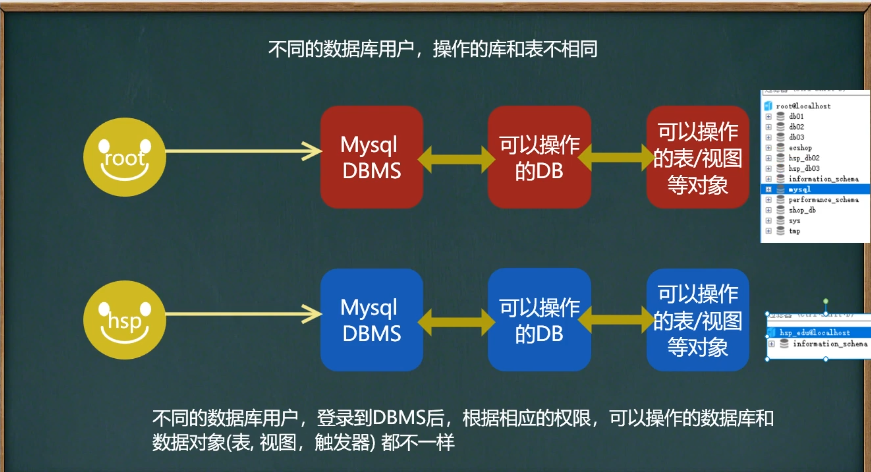 不同的数据库用户，操作的库和表不相同
root
Mysql
DBMS
可以操作
的DB
可以操作
的表/视图
等对象
root@localhost
db01
db02
db03
ecshop
hsp_db02
hsp_db03
information_schema
mysql
performance_schema
shop_db
sys
tmp
hsp
Mysql
DBMS
可以操作
的DB
可以操作
的表/视图
等对象
hsp_edu@localhost
information_schema
不同的数据库用户，登录到DBMS后，根据相应的权限，可以操作的数据库和
数据对象(表, 视图，触发器) 都不一样